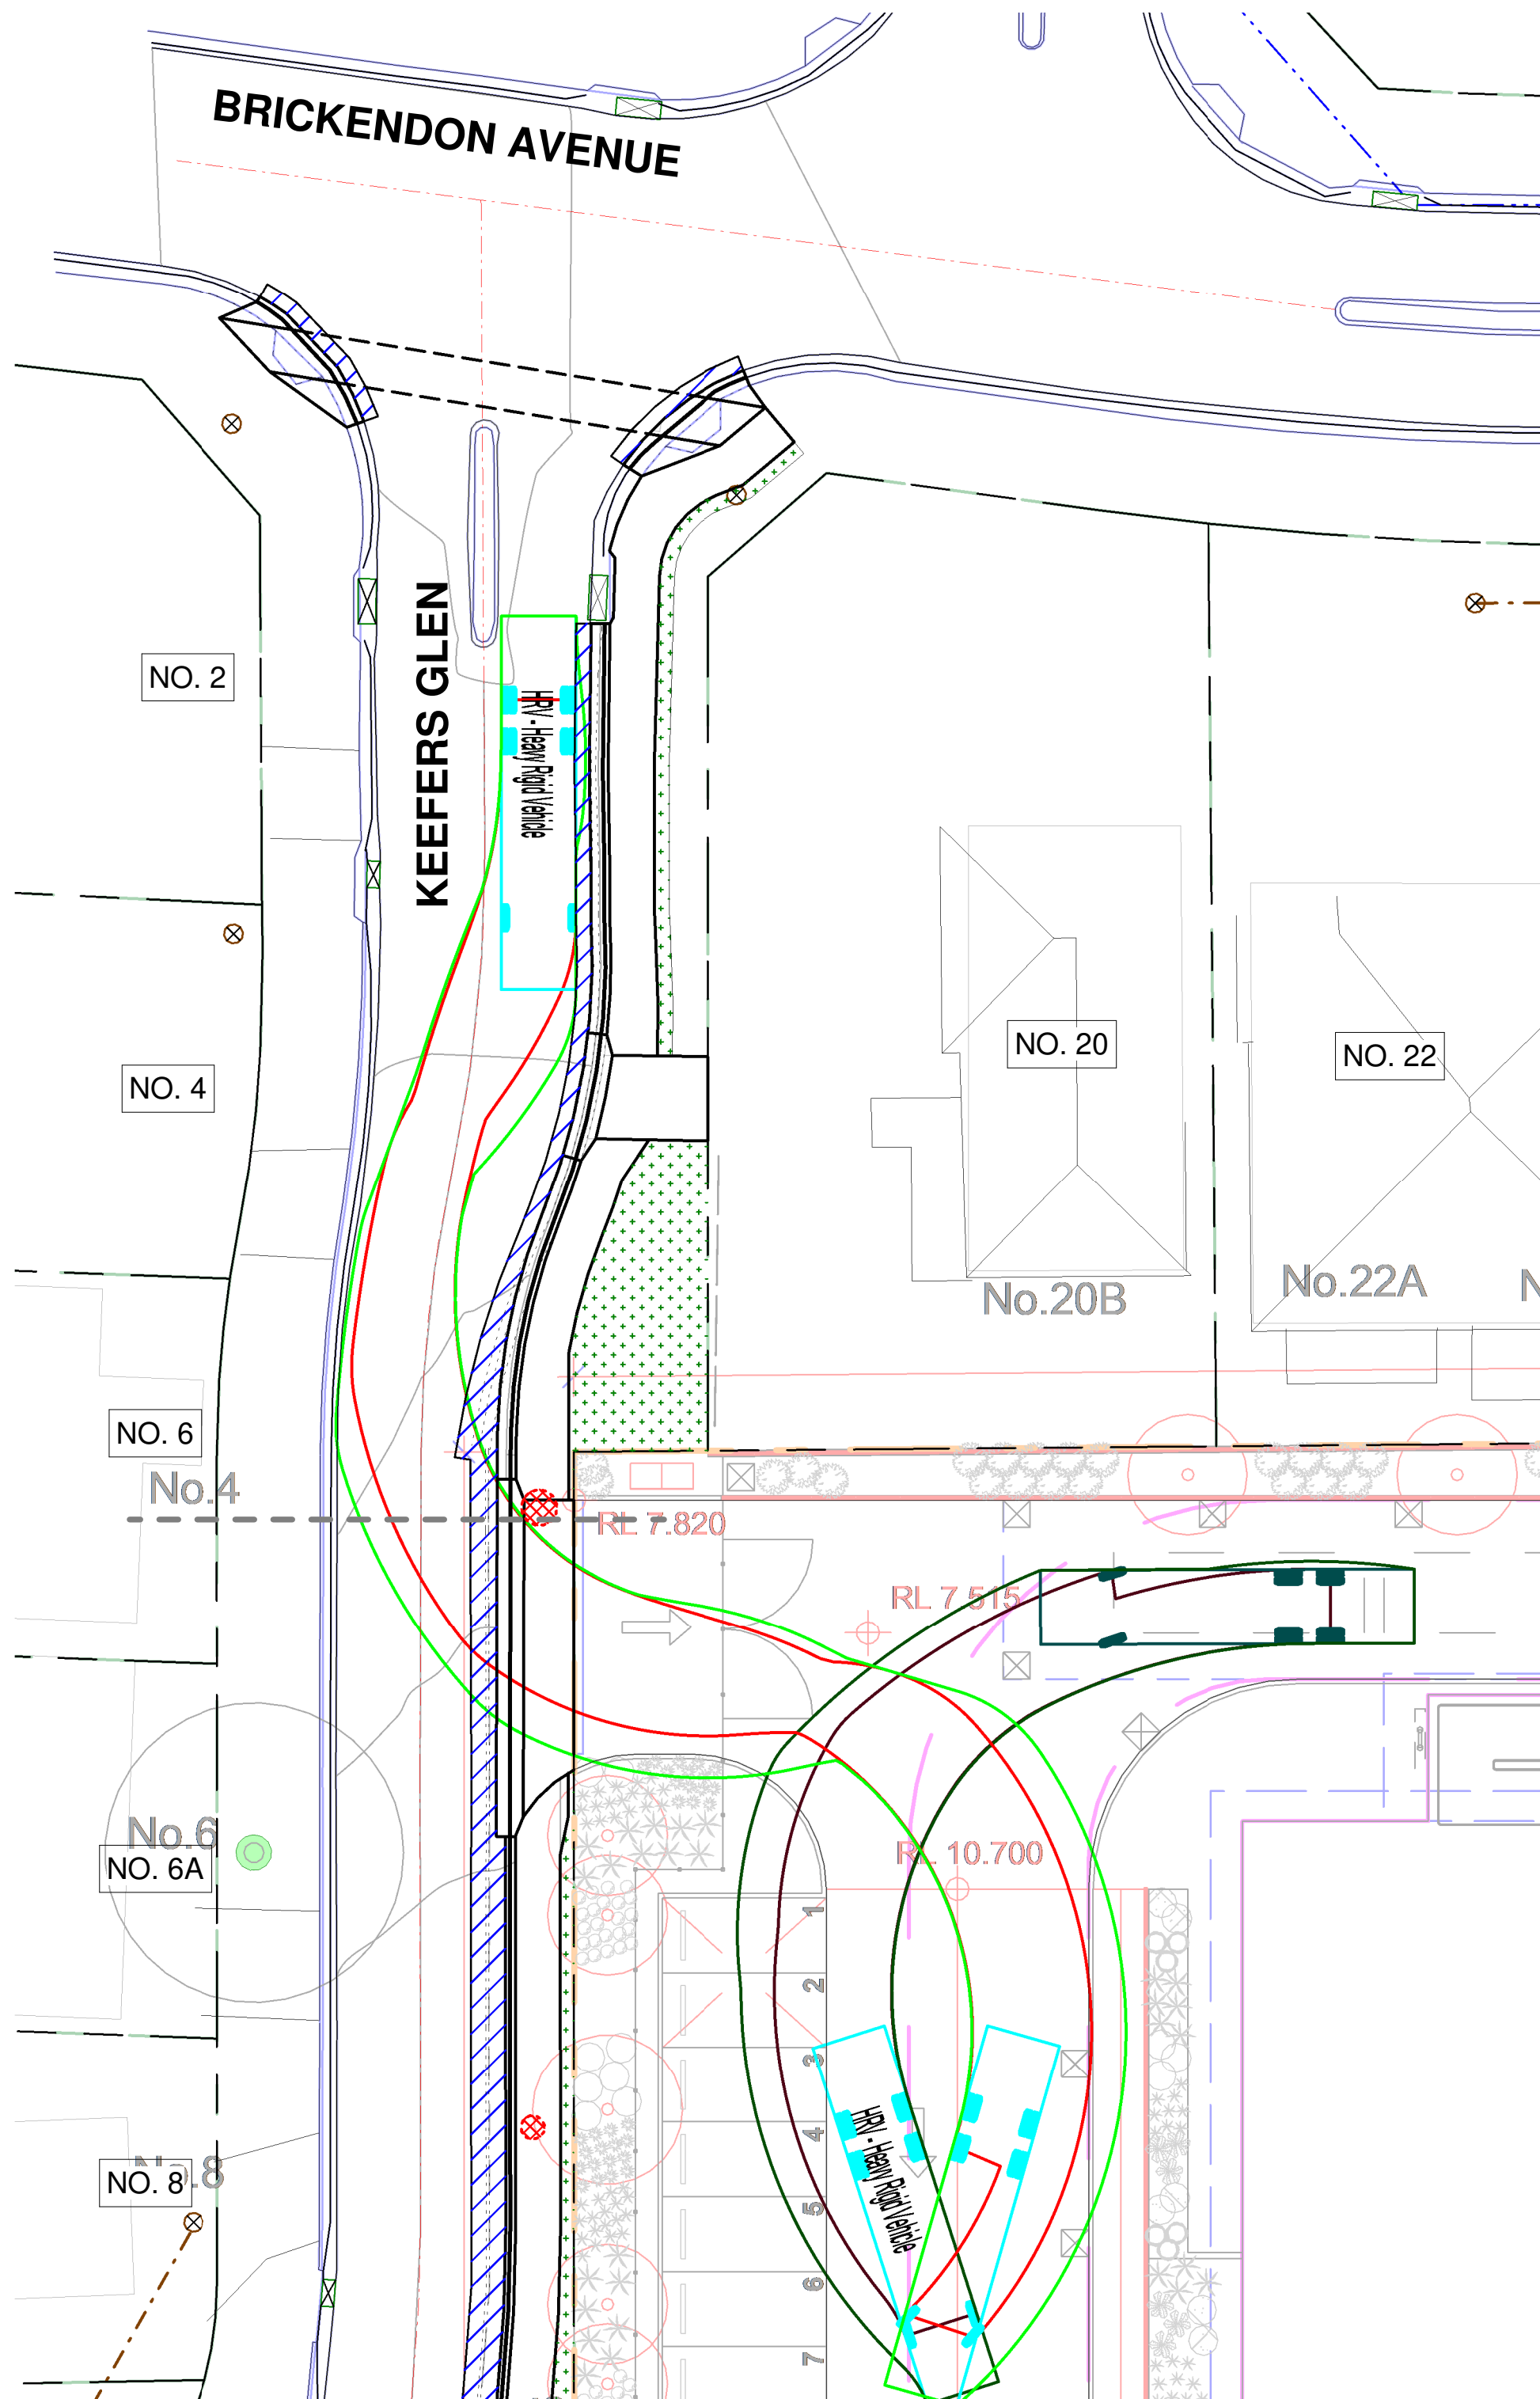 BRICKENDON AVENUE
KEEFERS GLEN
HRV - Heavy Rigid Vehicle
NO. 2
NO. 4
NO. 20
NO. 22
No.20B
No.22A
N
NO. 6
No.4
RL 7.820
RL 7.515
No.6
NO. 6A
RL 10.700
1
2
3
4
5
6
7
HRV - Heavy Rigid Vehicle
No.8
NO. 8